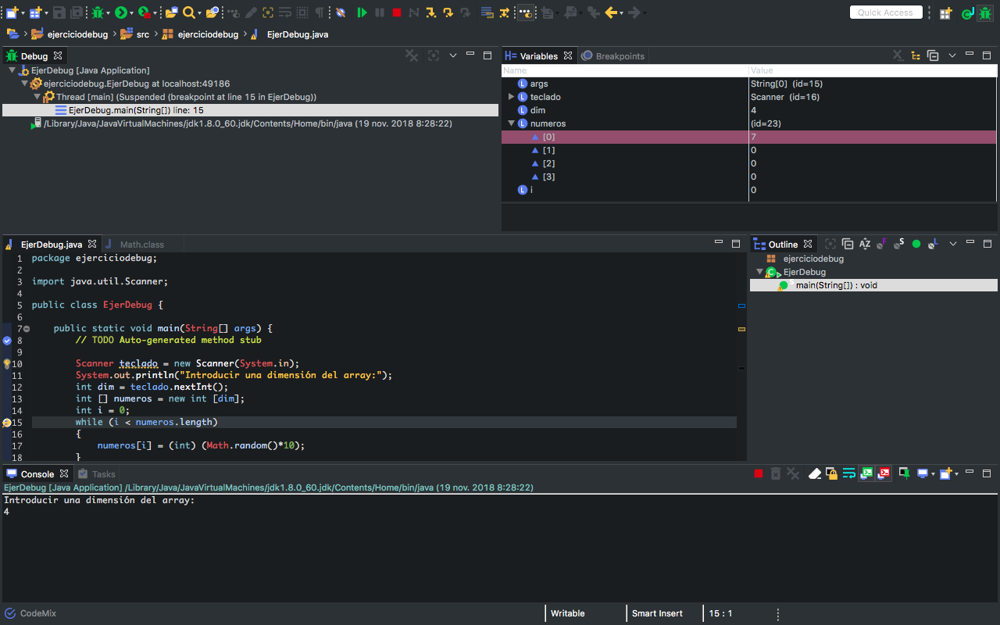 Quick Access
ejerciciodebug
src
ejerciciodebug
EjerDebug.java
Debug
EjerDebug [Java Application]
ejerciciodebug.EjerDebug at localhost:49186
Thread [main] (Suspended (breakpoint at line 15 in EjerDebug))
EjerDebug.main(String[]) line: 15
/Library/Java/JavaVirtualMachines/jdk1.8.0_60.jdk/Contents/Home/bin/java (19 nov. 2018 8:28:22)
Variables
Breakpoints
Name Value
args String[0] (id=15)
teclado Scanner (id=16)
dim 4
numeros (id=23)
[0] 7
[1] 0
[2] 0
[3] 0
i 0
EjerDebug.java
Math.class
1 package ejerciciodebug;
2
3 import java.util.Scanner;
4
5 public class EjerDebug {
6
7 public static void main(String[] args) {
8 // TODO Auto-generated method stub
9
10 Scanner teclado = new Scanner(System.in);
11 System.out.println("Introducir una dimensión del array:");
12 int dim = teclado.nextInt();
13 int [] numeros = new int [dim];
14 int i = 0;
15 while (i < numeros.length)
16 {
17 numeros[i] = (int) (Math.random()*10);
18 }
Outline
ejerciciodebug
EjerDebug
main(String[]) : void
Console
Tasks
EjerDebug [Java Application] /Library/Java/JavaVirtualMachines/jdk1.8.0_60.jdk/Contents/Home/bin/java (19 nov. 2018 8:28:22)
Introducir una dimensión del array:
4
CodeMix
Writable
Smart Insert
15 : 1